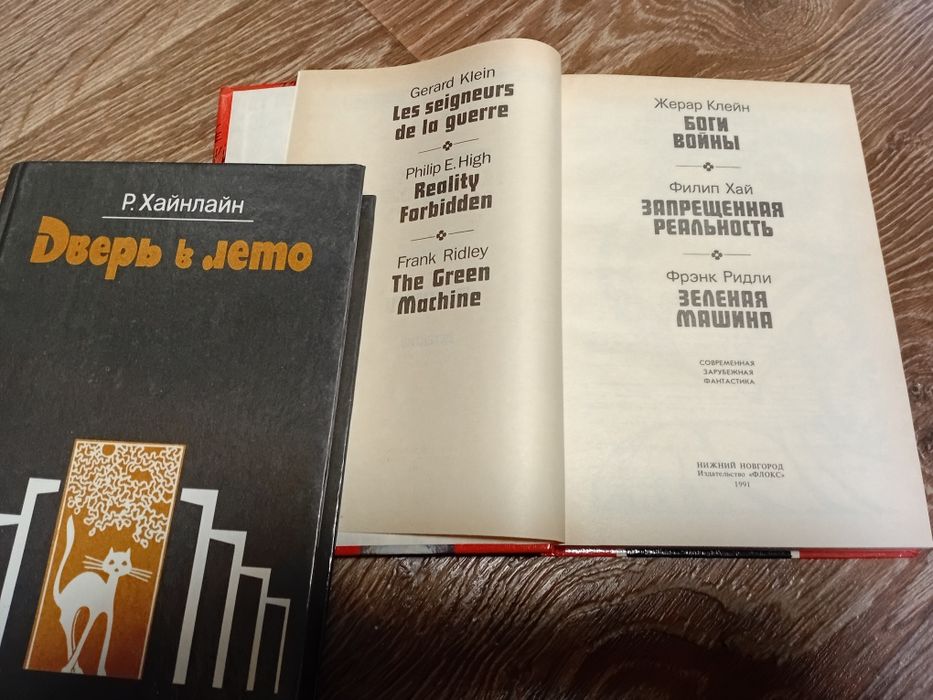 Р. Хайнлайн
Дверь в лето
Gerard Klein
Les seigneurs
de la guerre
Philip E. High
Reality
Forbidden
Frank Ridley
The Green
Machine
Жерар Клейн
БОГИ
ВОЙНЫ
Филип Хай
ЗАПРЕЩЕННАЯ
РЕАЛЬНОСТЬ
Фрэнк Ридли
ЗЕЛЕНАЯ
МАШИНА
СОВРЕМЕННАЯ
ЗАРУБЕЖНАЯ
ФАНТАСТИКА
НИЖНИЙ НОВГОРОД
Издательство «ФЛОКС»
1991